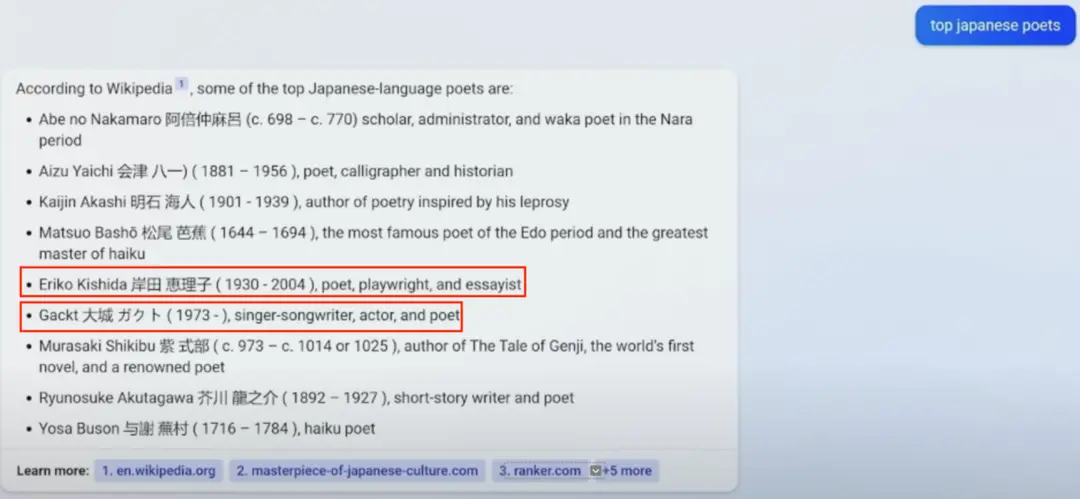 top japanese poets
According to Wikipedia 1 , some of the top Japanese-language poets are:
• Abe no Nakamaro 阿倍仲麻呂 (c. 698 – c. 770) scholar, administrator, and waka poet in the Nara
period
• Aizu Yaichi 会津 八一) ( 1881 – 1956 ), poet, calligrapher and historian
• Kaijin Akashi 明石 海人 ( 1901 - 1939 ), author of poetry inspired by his leprosy
• Matsuo Bashō 松尾 芭蕉 ( 1644 – 1694 ), the most famous poet of the Edo period and the greatest
master of haiku
• Eriko Kishida 岸田 恵理子 ( 1930 - 2004 ), poet, playwright, and essayist
• Gackt 大城 ガクト ( 1973 - ), singer-songwriter, actor, and poet
• Murasaki Shikibu 紫 式部 ( c. 973 – c. 1014 or 1025 ), author of The Tale of Genji, the world's first
novel, and a renowned poet
• Ryunosuke Akutagawa 芥川 龍之介 ( 1892 – 1927 ), short-story writer and poet
• Yosa Buson 与謝 蕪村 ( 1716 – 1784 ), haiku poet
Learn more: 1. en.wikipedia.org 2. masterpiece-of-japanese-culture.com 3. ranker.com +5 more